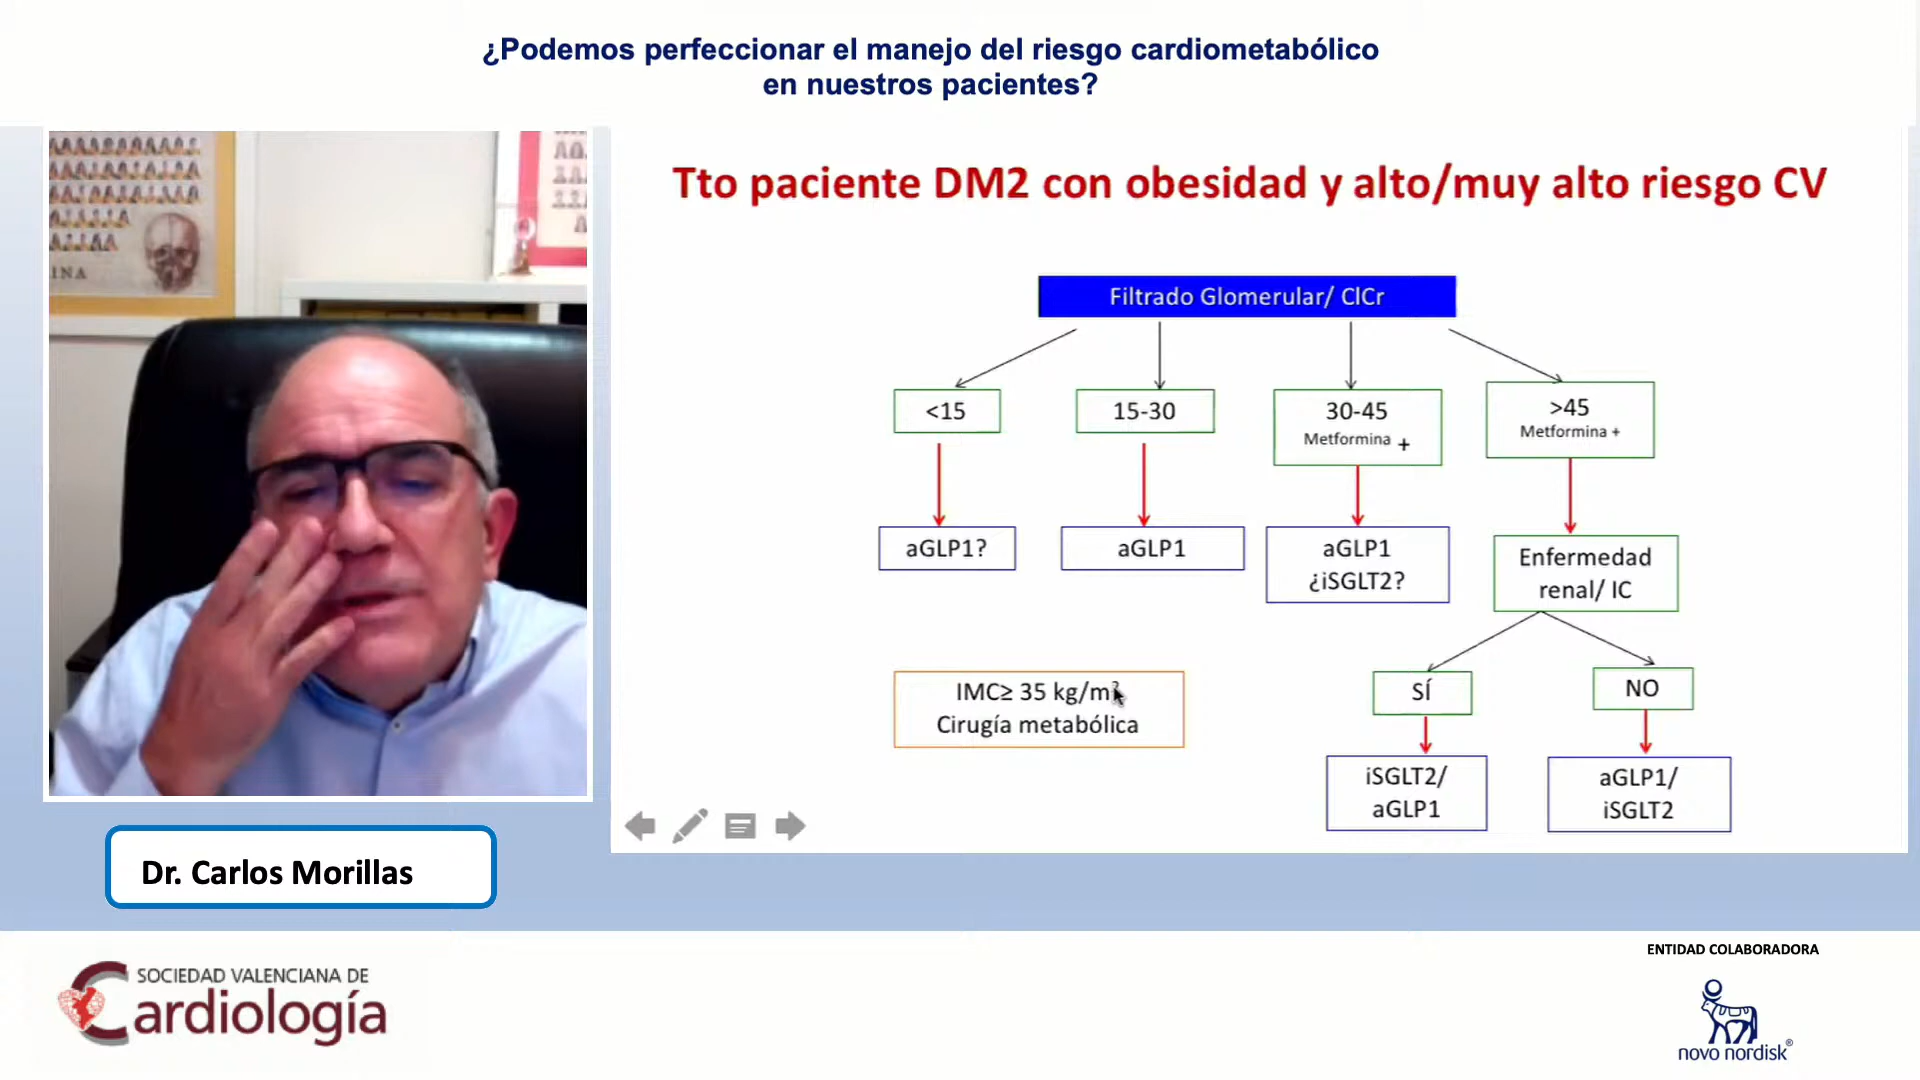 ¿Podemos perfeccionar el manejo del riesgo cardiometabólico
en nuestros pacientes?
INA
Tto paciente DM2 con obesidad y alto/muy alto riesgo CV
Filtrado Glomerular/ ClCr
<15
15-30
30-45
Metformina +
>45
Metformina +
aGLP1?
aGLP1
aGLP1
¿iSGLT2?
Enfermedad
renal/ IC
IMC≥ 35 kg/m²
Cirugía metabólica
SÍ
NO
iSGLT2/
aGLP1
aGLP1/
iSGLT2
Dr. Carlos Morillas
SOCIEDAD VALENCIANA DE
Cardiología
ENTIDAD COLABORADORA
novo nordisk®